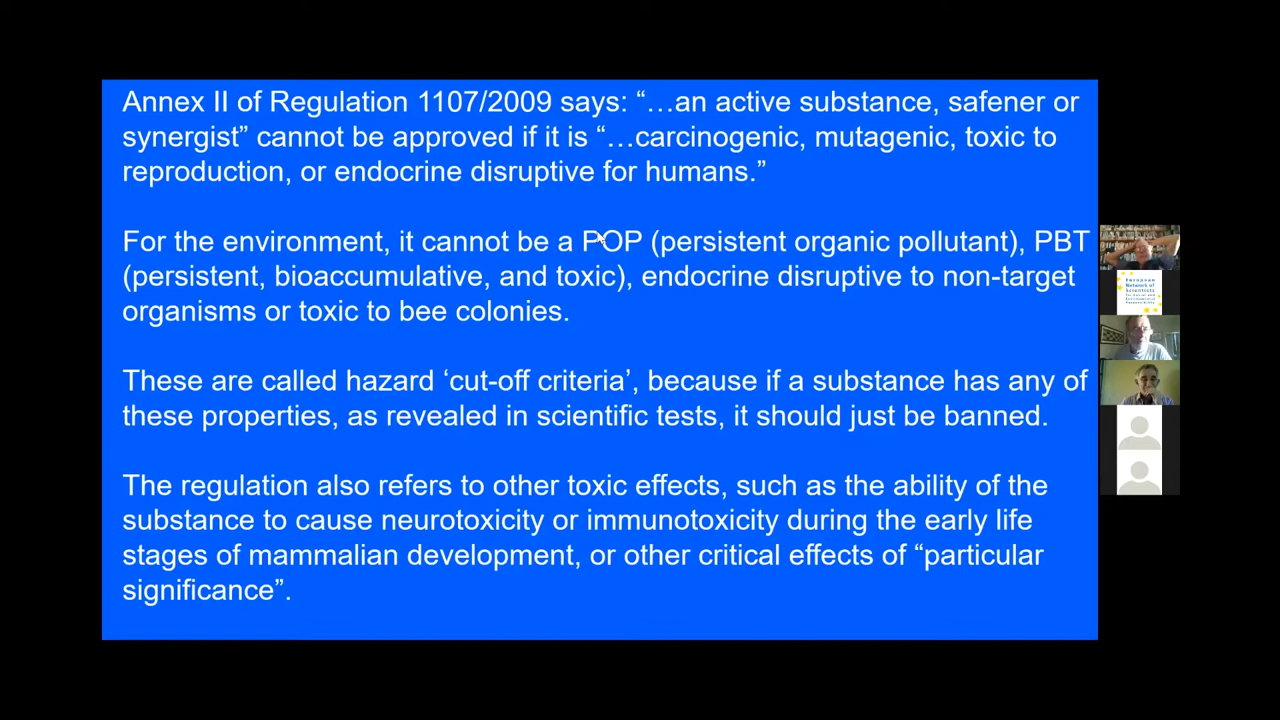 Annex II of Regulation 1107/2009 says: “…an active substance, safener or
synergist” cannot be approved if it is “…carcinogenic, mutagenic, toxic to
reproduction, or endocrine disruptive for humans.”
For the environment, it cannot be a POP (persistent organic pollutant), PBT
(persistent, bioaccumulative, and toxic), endocrine disruptive to non-target
organisms or toxic to bee colonies.
These are called hazard ‘cut-off criteria’, because if a substance has any of
these properties, as revealed in scientific tests, it should just be banned.
The regulation also refers to other toxic effects, such as the ability of the
substance to cause neurotoxicity or immunotoxicity during the early life
stages of mammalian development, or other critical effects of “particular
significance”.
European
Network of
Scientists